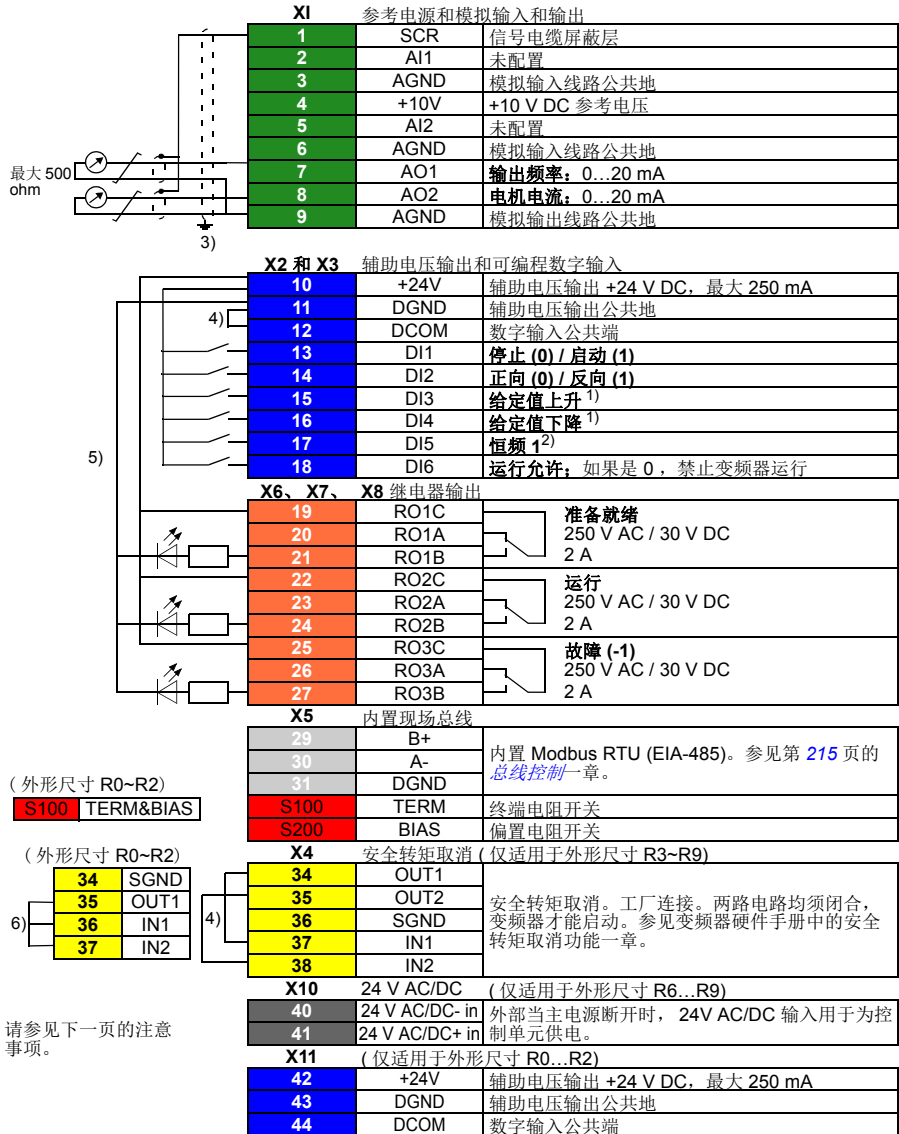 XI 参考电源和模拟输入和输出
1 SCR 信号电缆屏蔽层
2 AI1 未配置
3 AGND 模拟输入线路公共地
4 +10V +10 V DC 参考电压
5 AI2 未配置
6 AGND 模拟输入线路公共地
最大 500 ohm
7 AO1 输出频率：0…20 mA
8 AO2 电机电流：0…20 mA
9 AGND 模拟输出线路公共地
3)
X2 和 X3 辅助电压输出和可编程数字输入
10 +24V 辅助电压输出 +24 V DC，最大 250 mA
4)
11 DGND 辅助电压输出公共地
12 DCOM 数字输入公共端
13 DI1 停止 (0) / 启动 (1)
14 DI2 正向 (0) / 反向 (1)
15 DI3 给定值上升 1)
16 DI4 给定值下降 1)
5)
17 DI5 恒频 1 2)
18 DI6 运行允许；如果是 0 ，禁止变频器运行
X6、 X7、 X8 继电器输出
19 RO1C 准备就绪
20 RO1A 250 V AC / 30 V DC
21 RO1B 2 A
22 RO2C 运行
23 RO2A 250 V AC / 30 V DC
24 RO2B 2 A
25 RO3C 故障 (-1)
26 RO3A 250 V AC / 30 V DC
27 RO3B 2 A
X5 内置现场总线
29 B+
30 A-
31 DGND
内置 Modbus RTU (EIA-485)。参见第 215 页的
总线控制一章。
( 外形尺寸 R0~R2)
S100 TERM&BIAS
S100 TERM 终端电阻开关
S200 BIAS 偏置电阻开关
X4 安全转矩取消 ( 仅适用于外形尺寸 R3~R9)
( 外形尺寸 R0~R2)
34 SGND
35 OUT1
36 IN1
37 IN2
6)
4)
34 OUT1
35 OUT2
36 SGND
37 IN1
38 IN2
安全转矩取消。工厂连接。两路电路均须闭合，
变频器才能启动。参见变频器硬件手册中的安全
转矩取消功能一章。
X10 24 V AC/DC ( 仅适用于外形尺寸 R6…R9)
40 24 V AC/DC- in
41 24 V AC/DC+ in
外部当主电源断开时， 24V AC/DC 输入用于为控
制单元供电。
请参见下一页的注意
事项。
X11 ( 仅适用于外形尺寸 R0…R2)
42 +24V 辅助电压输出 +24 V DC，最大 250 mA
43 DGND 辅助电压输出公共地
44 DCOM 数字输入公共端